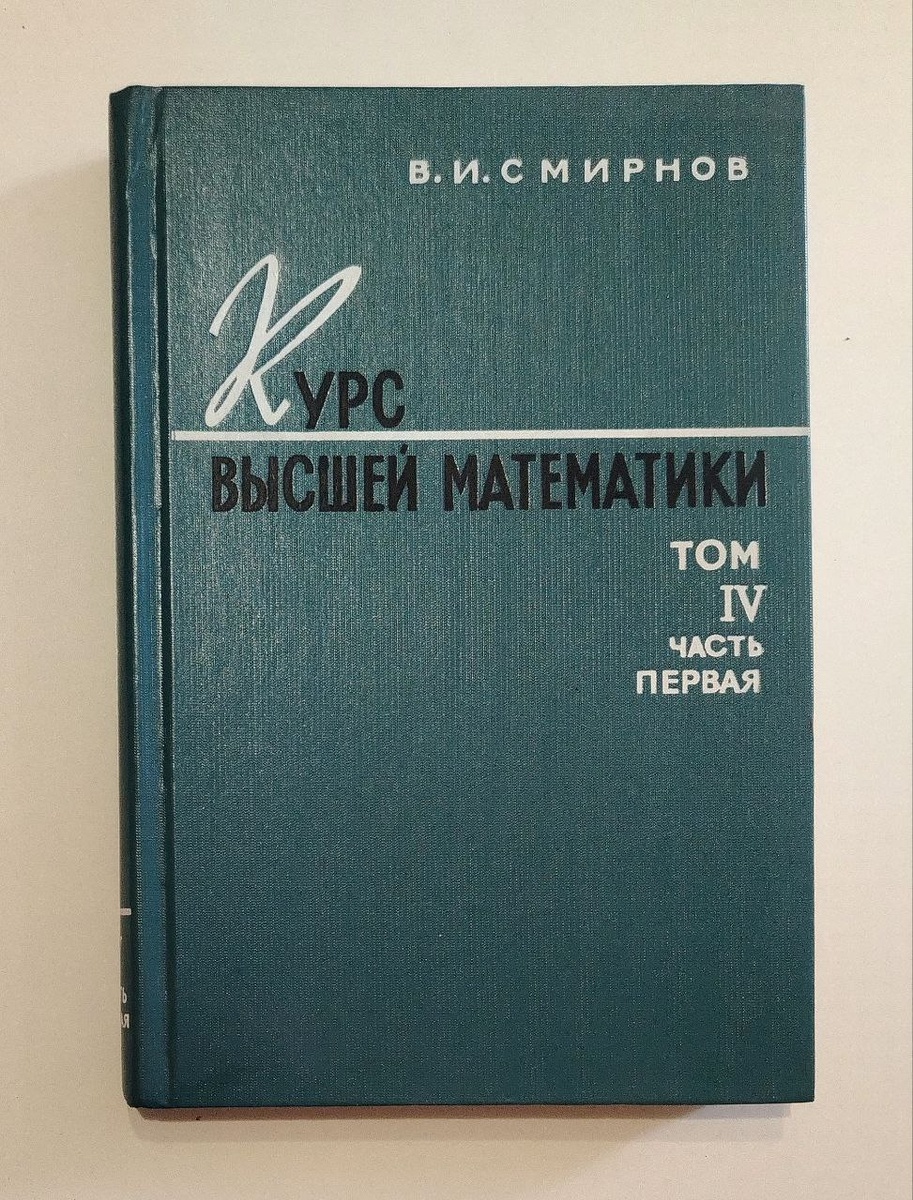 В. И. СМИРНОВ
Курс
ВЫСШЕЙ МАТЕМАТИКИ
ТОМ
IV
ЧАСТЬ
ПЕРВАЯ